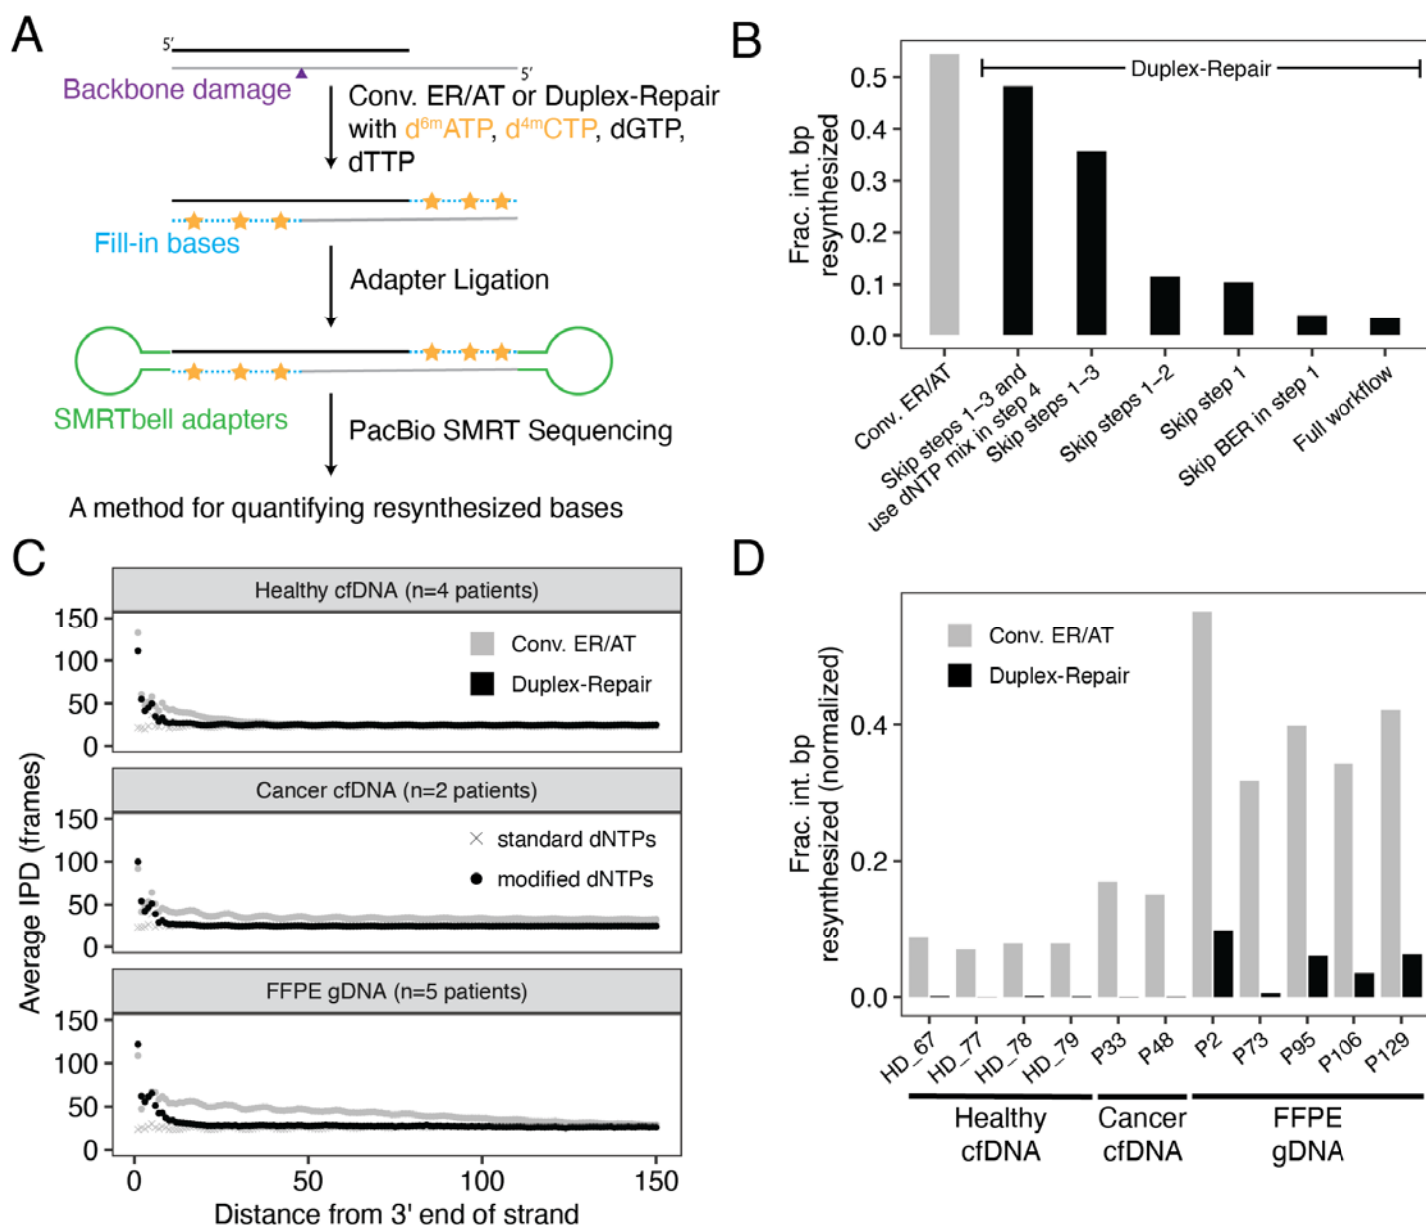 A
5'
5'
Backbone damage
Conv. ER/AT or Duplex-Repair
with d6mATP, d4mCTP, dGTP,
dTTP
Fill-in bases
Adapter Ligation
SMRTbell adapters
PacBio SMRT Sequencing
A method for quantifying resynthesized bases
B
Frac. int. bp
resynthesized
0.5
0.4
0.3
0.2
0.1
0.0
Duplex-Repair
Conv. ER/AT
Skip steps 1–3 and
use dNTP mix in step 4
Skip steps 1–3
Skip steps 1–2
Skip step 1
Skip BER in step 1
Full workflow
C
Average IPD (frames)
Healthy cfDNA (n=4 patients)
150
100
50
0
Conv. ER/AT
Duplex-Repair
Cancer cfDNA (n=2 patients)
150
100
50
0
standard dNTPs
modified dNTPs
FFPE gDNA (n=5 patients)
150
100
50
0
0
50
100
150
Distance from 3' end of strand
D
Frac. int. bp
resynthesized (normalized)
0.4
0.2
0.0
Conv. ER/AT
Duplex-Repair
HD_67
HD_77
HD_78
HD_79
P33
P48
P2
P73
P95
P106
P129
Healthy
cfDNA
Cancer
cfDNA
FFPE
gDNA